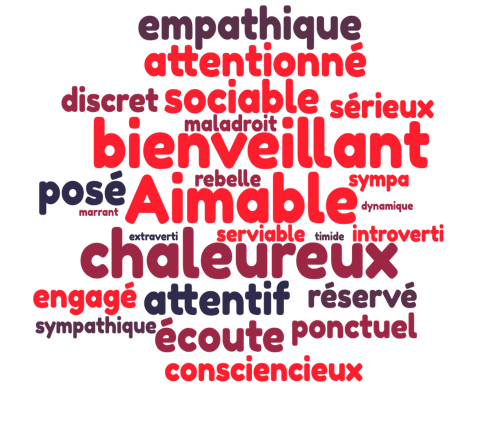 empathique
attentionné
discret sociable sérieux
maladroit
bienveillant
posé rebelle sympa
marrant Aimable dynamique
extraverti serviable timide introverti
chaleureux
engagé attentif réservé
sympathique écoute ponctuel
consciencieux